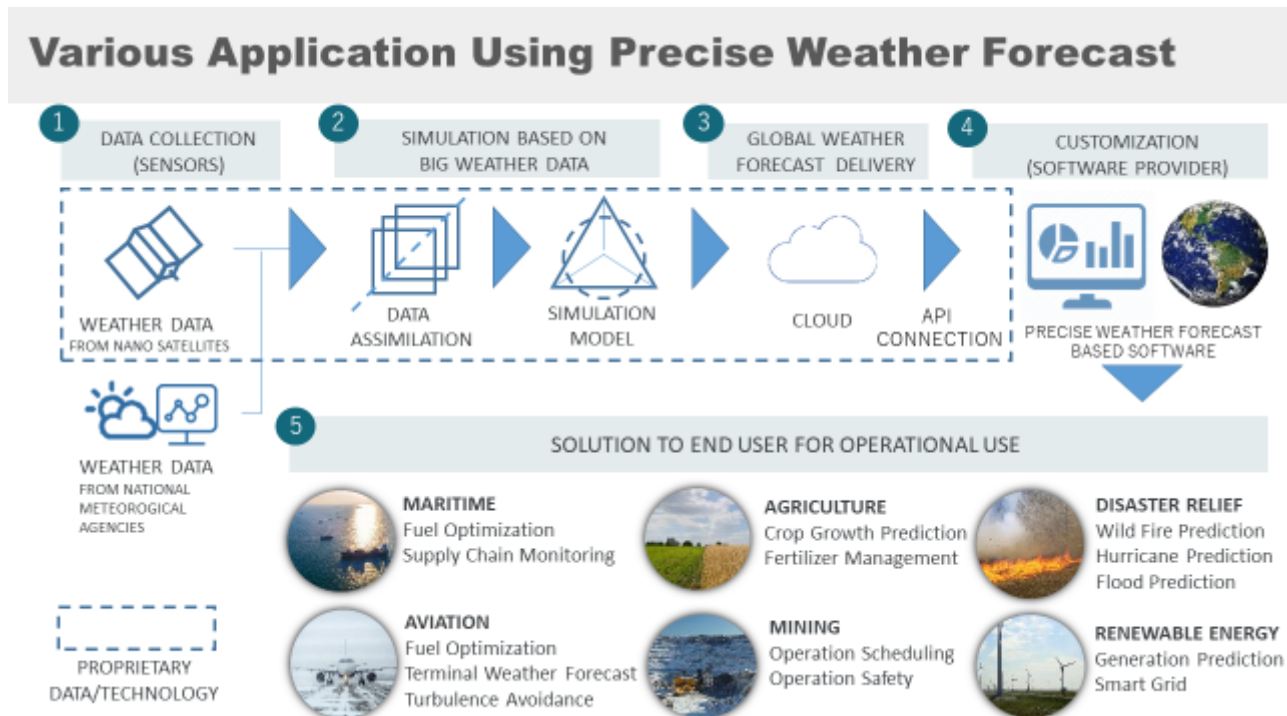 Various Application Using Precise Weather Forecast
1
DATA COLLECTION
(SENSORS)
2
SIMULATION BASED ON
BIG WEATHER DATA
3
GLOBAL WEATHER
FORECAST DELIVERY
4
CUSTOMIZATION
(SOFTWARE PROVIDER)
WEATHER DATA
FROM NANO SATELLITES
DATA
ASSIMILATION
SIMULATION
MODEL
CLOUD
API
CONNECTION
PRECISE WEATHER FORECAST
BASED SOFTWARE
WEATHER DATA
FROM NATIONAL
METEOROGICAL
AGENCIES
5
SOLUTION TO END USER FOR OPERATIONAL USE
MARITIME
Fuel Optimization
Supply Chain Monitoring
AGRICULTURE
Crop Growth Prediction
Fertilizer Management
DISASTER RELIEF
Wild Fire Prediction
Hurricane Prediction
Flood Prediction
AVIATION
Fuel Optimization
Terminal Weather Forecast
Turbulence Avoidance
MINING
Operation Scheduling
Operation Safety
RENEWABLE ENERGY
Generation Prediction
Smart Grid
PROPRIETARY
DATA/TECHNOLOGY